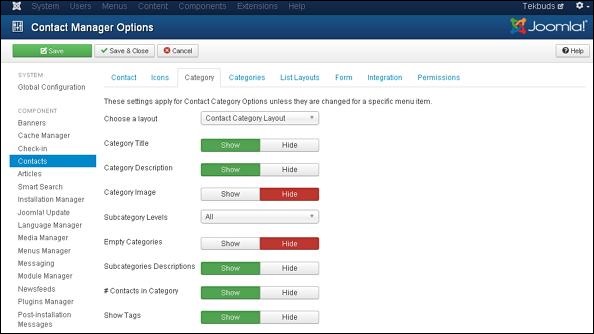 System Users Menus Content Components Extensions Help Tekbuds
Contact Manager Options Joomla!
Save Save & Close Cancel Help
SYSTEM
Global Configuration
COMPONENT
Banners
Cache Manager
Check-in
Contacts
Articles
Smart Search
Installation Manager
Joomla! Update
Language Manager
Media Manager
Menus Manager
Messaging
Module Manager
Newsfeeds
Plugins Manager
Post-installation
Messages
Contact Icons Category Categories List Layouts Form Integration Permissions
These settings apply for Contact Category Options unless they are changed for a specific menu item.
Choose a layout Contact Category Layout
Category Title Show Hide
Category Description Show Hide
Category Image Show Hide
Subcategory Levels All
Empty Categories Show Hide
Subcategories Descriptions Show Hide
# Contacts in Category Show Hide
Show Tags Show Hide